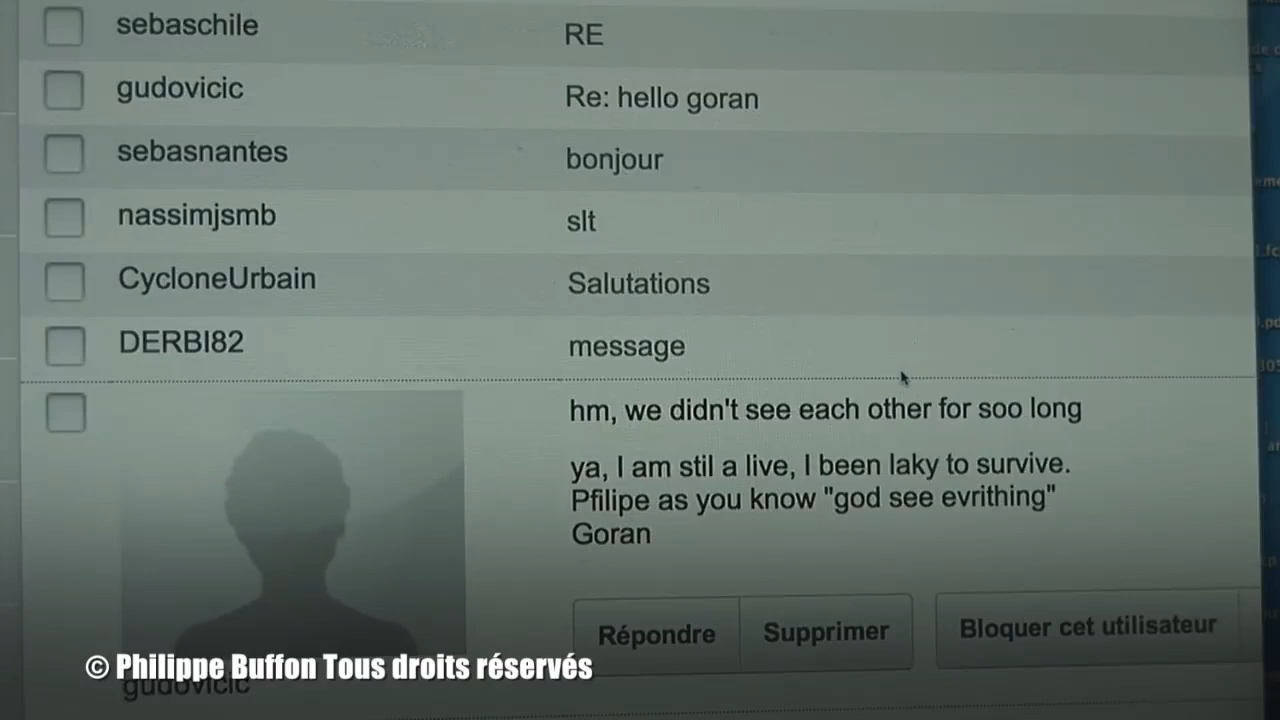 sebaschile RE
gudovicic Re: hello goran
sebasnantes bonjour
nassimjsmb slt
CycloneUrbain Salutations
DERBI82 message
hm, we didn't see each other for soo long
ya, I am stil a live, I been laky to survive.
Pfilipe as you know "god see evrithing"
Goran
Répondre Supprimer Bloquer cet utilisateur
© Philippe Buffon Tous droits réservés
gudovicic